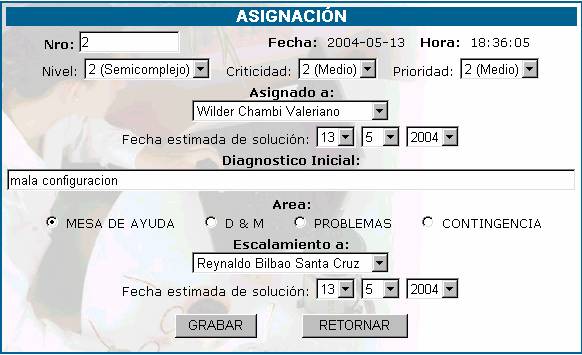 ASIGNACIÓN
Nro: 2 Fecha: 2004-05-13 Hora: 18:36:05
Nivel: 2 (Semicomplejo) Criticidad: 2 (Medio) Prioridad: 2 (Medio)
Asignado a:
Wilder Chambi Valeriano
Fecha estimada de solución: 13 5 2004
Diagnostico Inicial:
mala configuracion
Area:
MESA DE AYUDA D & M PROBLEMAS CONTINGENCIA
Escalamiento a:
Reynaldo Bilbao Santa Cruz
Fecha estimada de solución: 13 5 2004
GRABAR RETORNAR